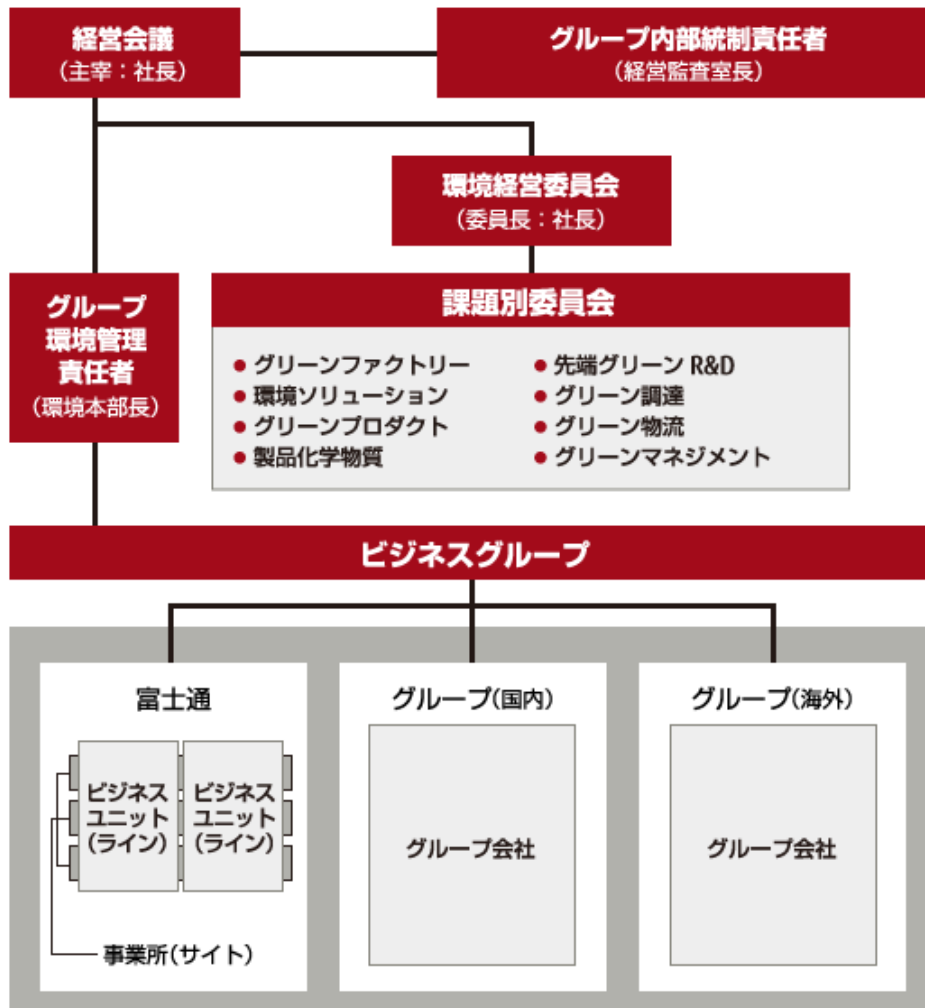 経営会議
(主宰：社長)
グループ内部統制責任者
(経営監査室長)
環境経営委員会
(委員長：社長)
グループ
環境管理
責任者
(環境本部長)
課題別委員会
● グリーンファクトリー
● 環境ソリューション
● グリーンプロダクト
● 製品化学物質
● 先端グリーン R&D
● グリーン調達
● グリーン物流
● グリーンマネジメント
ビジネスグループ
富士通
ビジネス
ユニット
(ライン)
ビジネス
ユニット
(ライン)
事業所(サイト)
グループ(国内)
グループ会社
グループ(海外)
グループ会社